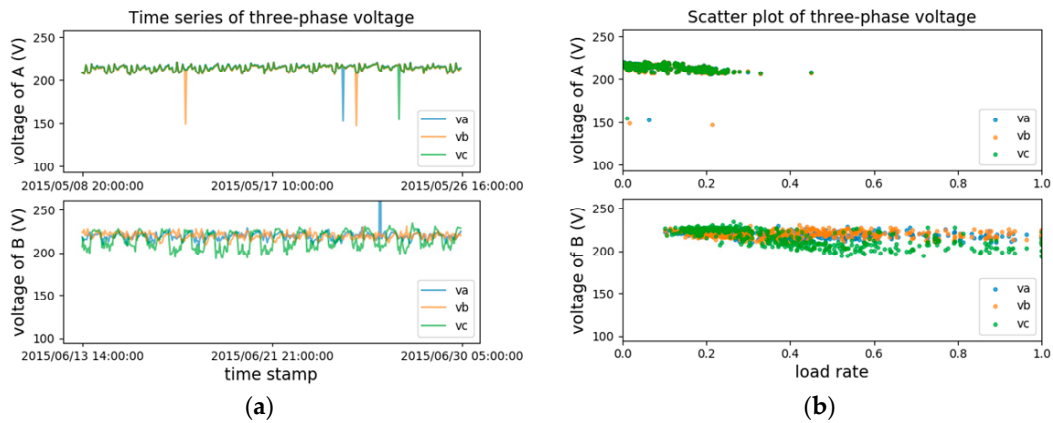 Time series of three-phase voltage
voltage of A (V)
250
200
150
100
va
vb
vc
2015/05/08 20:00:00
2015/05/17 10:00:00
2015/05/26 16:00:00
voltage of B (V)
250
200
150
100
va
vb
vc
2015/06/13 14:00:00
2015/06/21 21:00:00
2015/06/30 05:00:00
time stamp
(a)
Scatter plot of three-phase voltage
voltage of A (V)
250
200
150
100
va
vb
vc
0.0
0.2
0.4
0.6
0.8
1.0
voltage of B (V)
250
200
150
100
va
vb
vc
0.0
0.2
0.4
0.6
0.8
1.0
load rate
(b)